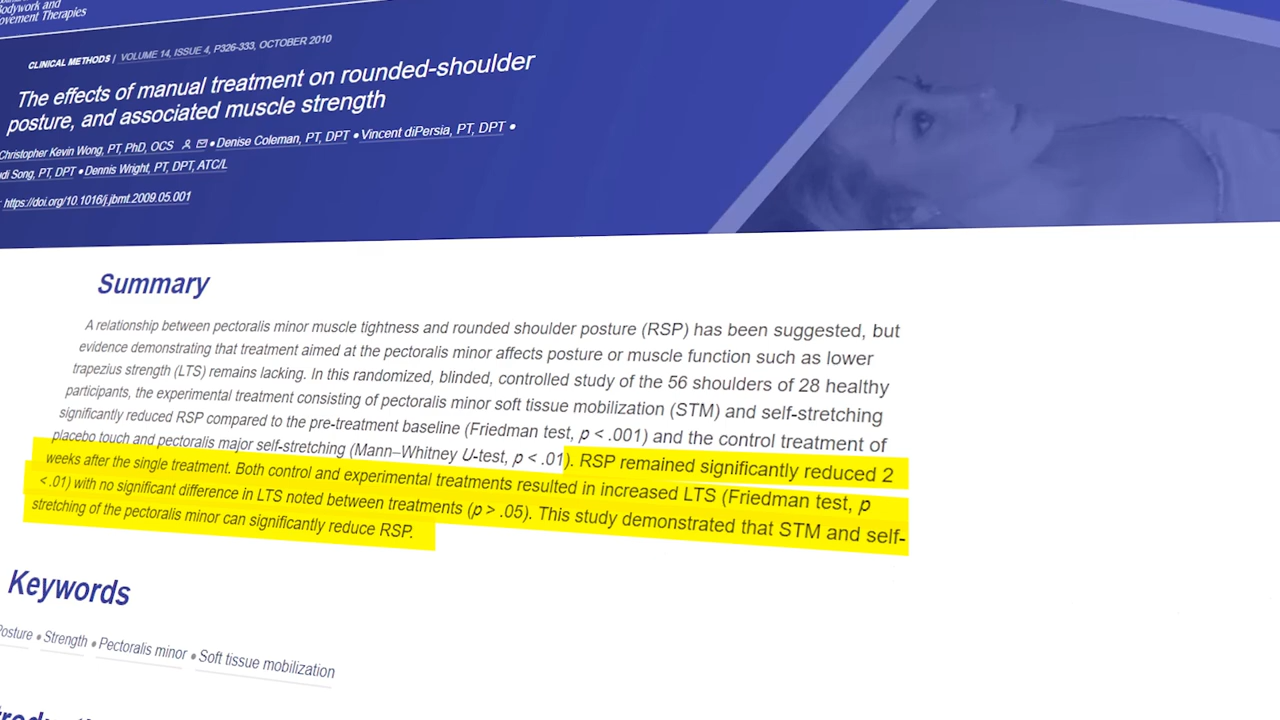 Bodywork and
Movement Therapies
CLINICAL METHODS | VOLUME 14, ISSUE 4, P326-333, OCTOBER 2010
The effects of manual treatment on rounded-shoulder
posture, and associated muscle strength
Christopher Kevin Wong, PT, PhD, OCS • Denise Coleman, PT, DPT • Vincent diPersia, PT, DPT •
di Song, PT, DPT • Dennis Wright, PT, DPT, ATC/L
: https://doi.org/10.1016/j.jbmt.2009.05.001
Summary
A relationship between pectoralis minor muscle tightness and rounded shoulder posture (RSP) has been suggested, but
evidence demonstrating that treatment aimed at the pectoralis minor affects posture or muscle function such as lower
trapezius strength (LTS) remains lacking. In this randomized, blinded, controlled study of the 56 shoulders of 28 healthy
participants, the experimental treatment consisting of pectoralis minor soft tissue mobilization (STM) and self-stretching
significantly reduced RSP compared to the pre-treatment baseline (Friedman test, p < .001) and the control treatment of
placebo touch and pectoralis major self-stretching (Mann–Whitney U-test, p < .01). RSP remained significantly reduced 2
weeks after the single treatment. Both control and experimental treatments resulted in increased LTS (Friedman test, p
< .01) with no significant difference in LTS noted between treatments (p > .05). This study demonstrated that STM and self-
stretching of the pectoralis minor can significantly reduce RSP.
Keywords
Posture • Strength • Pectoralis minor • Soft tissue mobilization